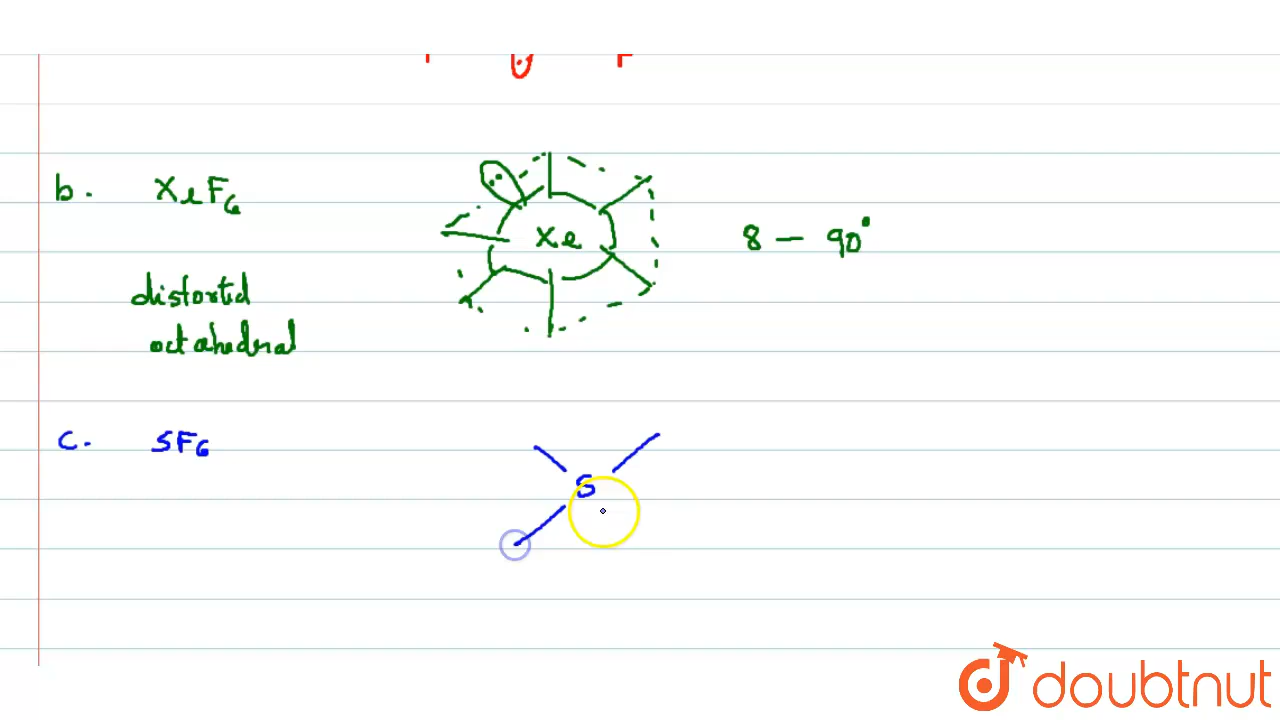 b. XeF6
Xe
8 — 90°
distorted
octahedral
c. SF6
S
doubtnut